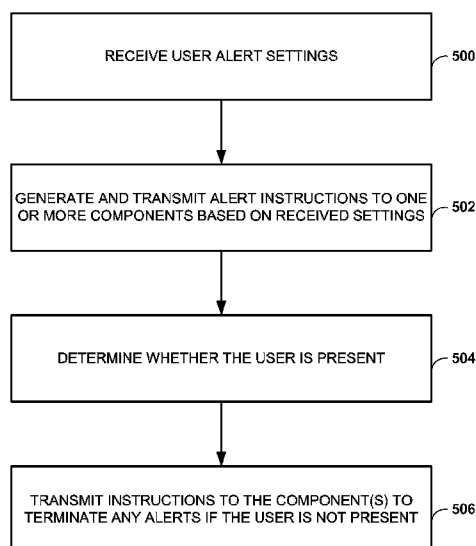 RECEIVE USER ALERT SETTINGS
500
GENERATE AND TRANSMIT ALERT INSTRUCTIONS TO ONE
OR MORE COMPONENTS BASED ON RECEIVED SETTINGS
502
DETERMINE WHETHER THE USER IS PRESENT
504
TRANSMIT INSTRUCTIONS TO THE COMPONENT(S) TO
TERMINATE ANY ALERTS IF THE USER IS NOT PRESENT
506